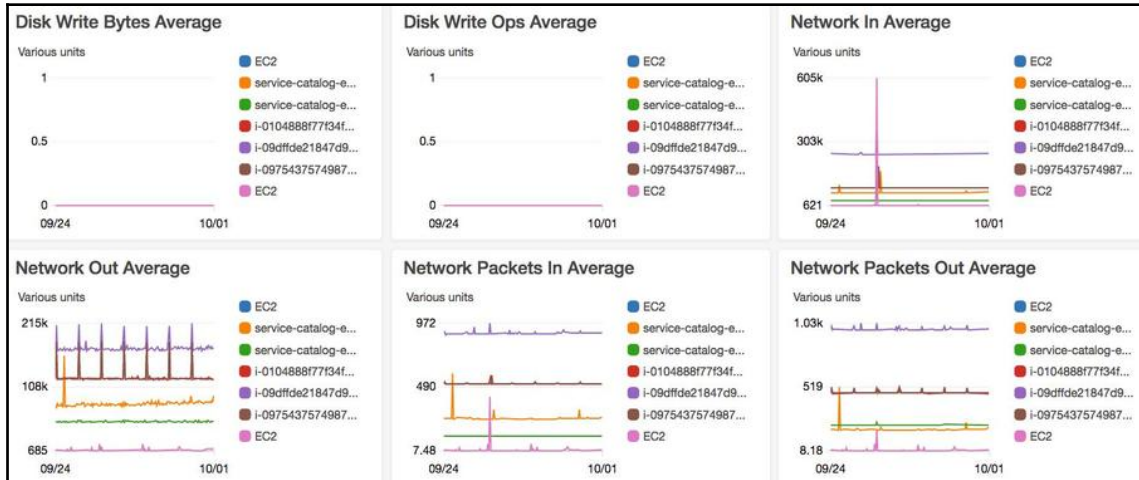 Disk Write Bytes Average
Various units
1
0.5
0
09/24
10/01
EC2
service-catalog-e...
service-catalog-e...
i-0104888f77f34f...
i-09dffde21847d9...
i-0975437574987...
EC2
Disk Write Ops Average
Various units
1
0.5
0
09/24
10/01
EC2
service-catalog-e...
service-catalog-e...
i-0104888f77f34f...
i-09dffde21847d9...
i-0975437574987...
EC2
Network In Average
Various units
605k
303k
621
09/24
10/01
EC2
service-catalog-e...
service-catalog-e...
i-0104888f77f34f...
i-09dffde21847d9...
i-0975437574987...
EC2
Network Out Average
Various units
215k
108k
685
09/24
10/01
EC2
service-catalog-e...
service-catalog-e...
i-0104888f77f34f...
i-09dffde21847d9...
i-0975437574987...
EC2
Network Packets In Average
Various units
972
490
7.48
09/24
10/01
EC2
service-catalog-e...
service-catalog-e...
i-0104888f77f34f...
i-09dffde21847d9...
i-0975437574987...
EC2
Network Packets Out Average
Various units
1.03k
519
8.18
09/24
10/01
EC2
service-catalog-e...
service-catalog-e...
i-0104888f77f34f...
i-09dffde21847d9...
i-0975437574987...
EC2